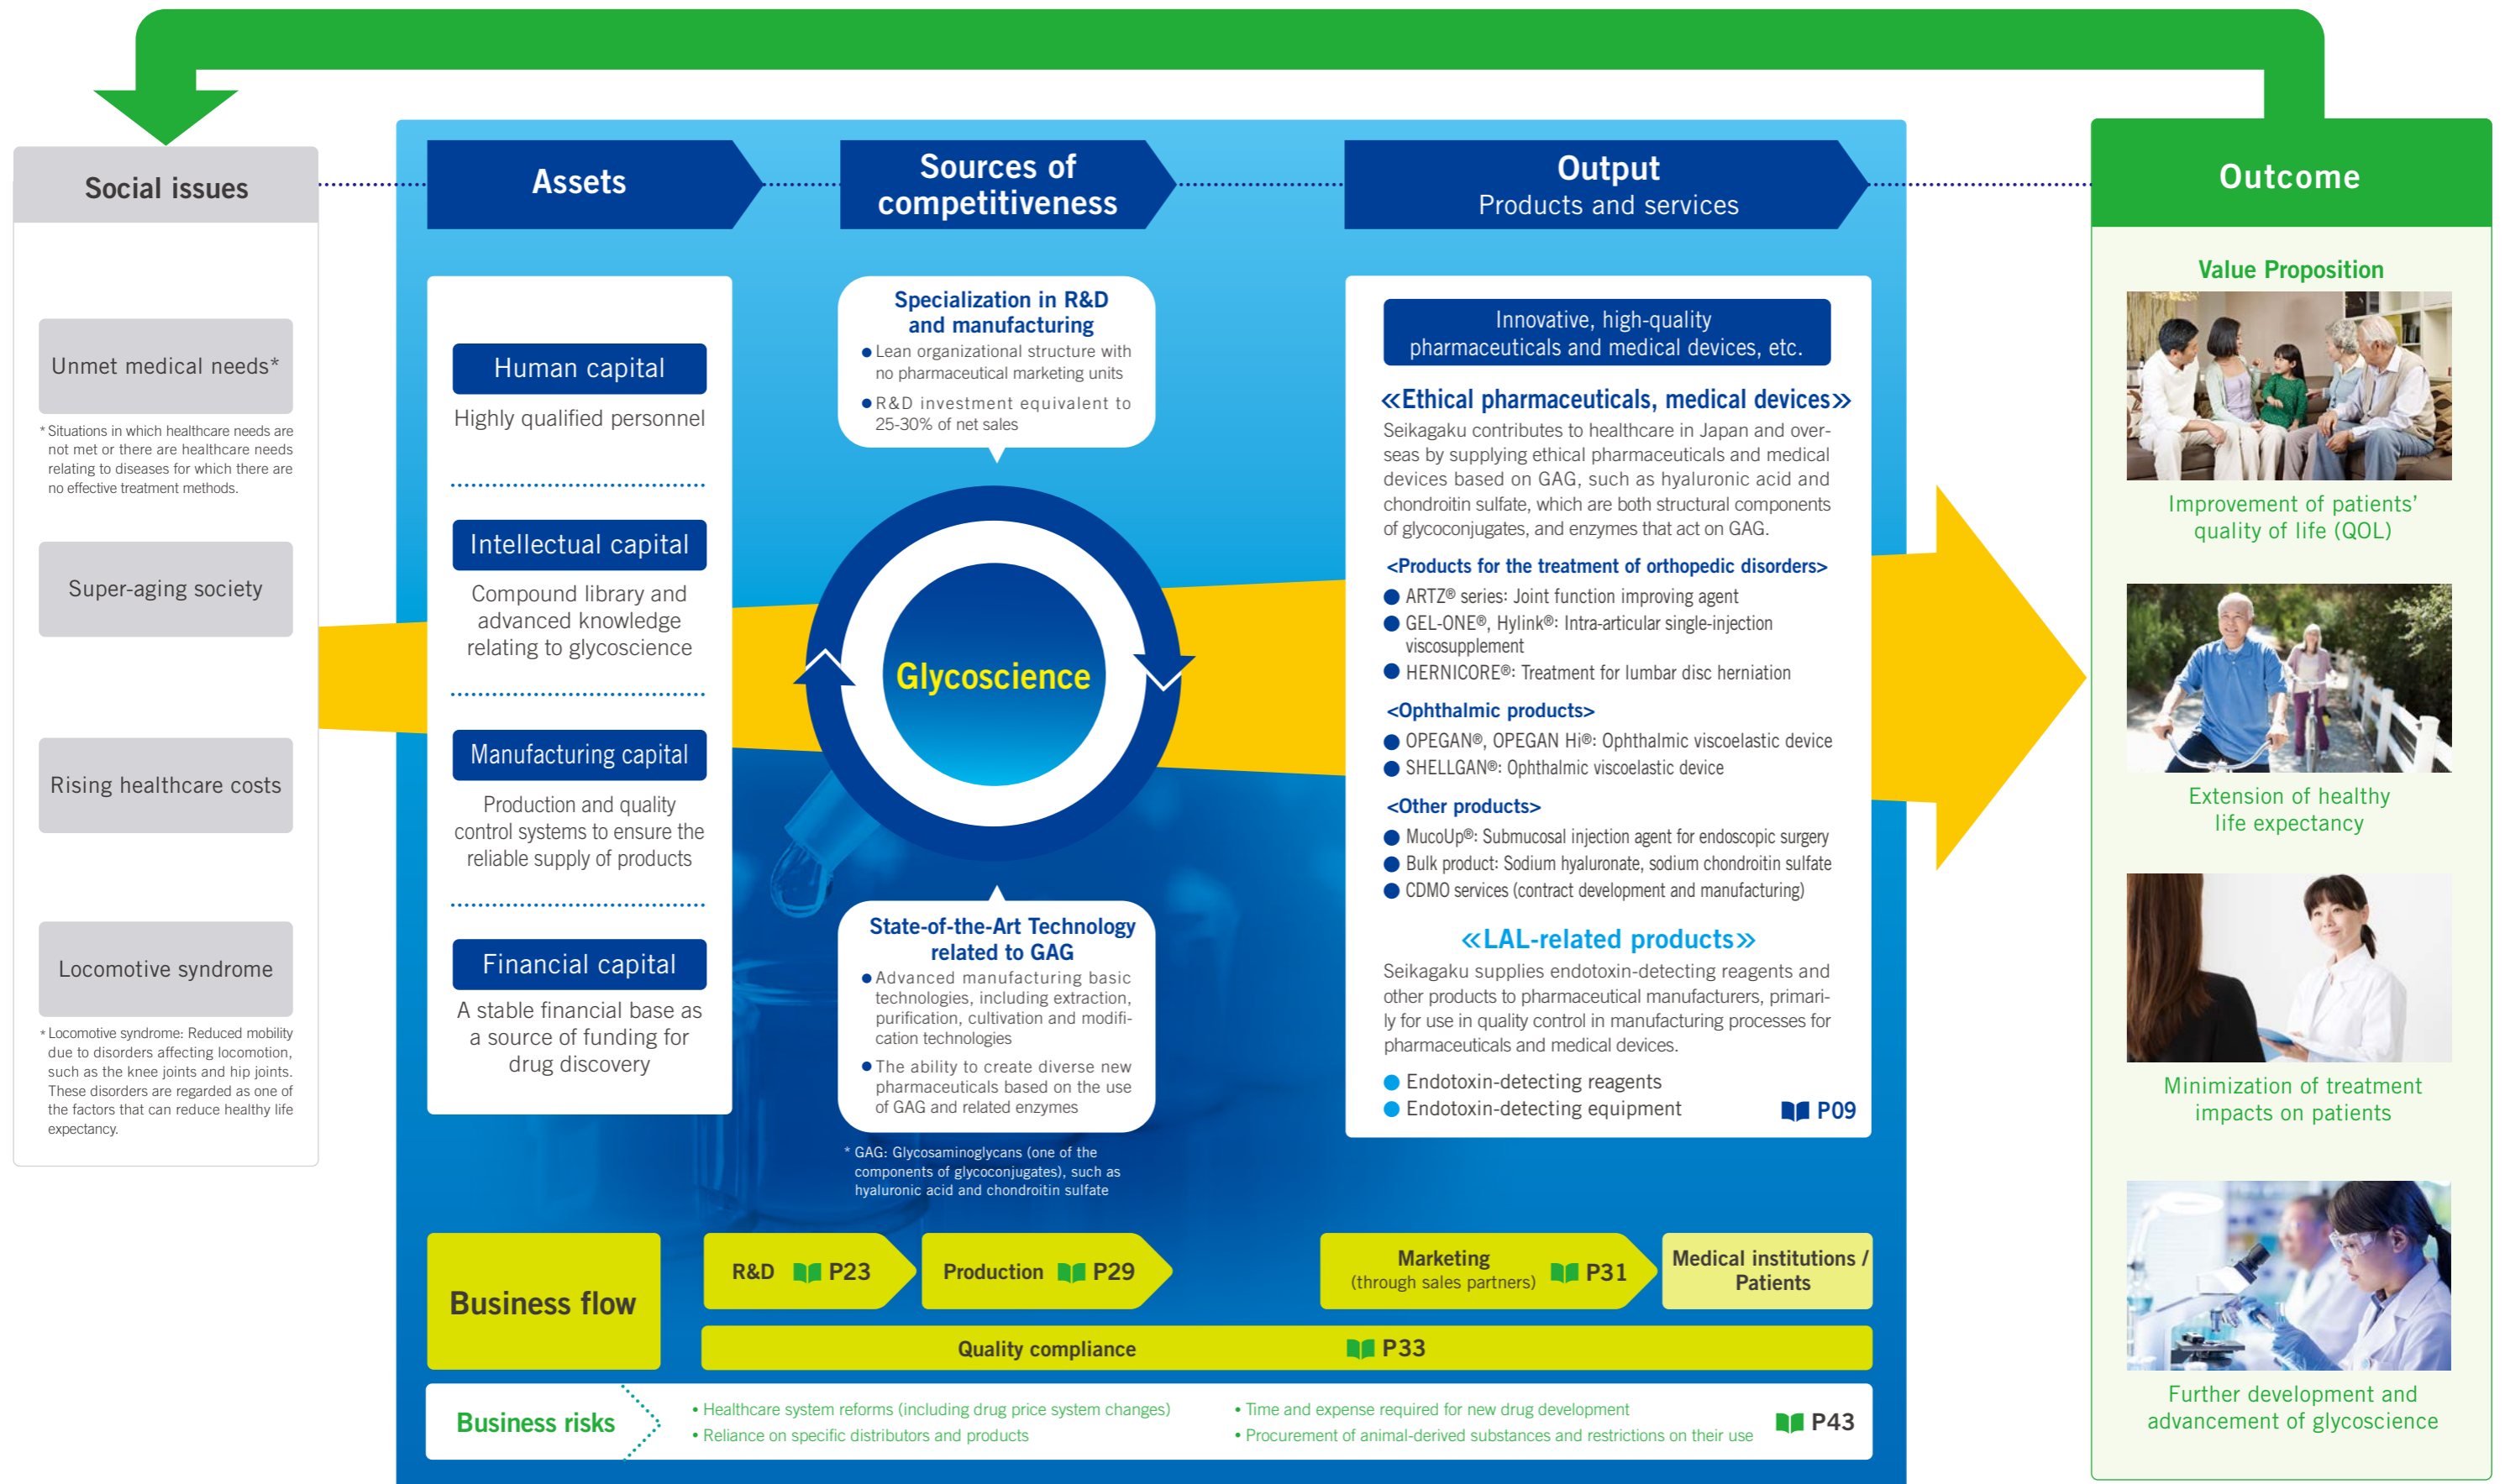 Social issues
Unmet medical needs*
* Situations in which healthcare needs are
not met or there are healthcare needs
relating to diseases for which there are
no effective treatment methods.
Super-aging society
Rising healthcare costs
Locomotive syndrome
* Locomotive syndrome: Reduced mobility
due to disorders affecting locomotion,
such as the knee joints and hip joints.
These disorders are regarded as one of
the factors that can reduce healthy life
expectancy.
Assets
Human capital
Highly qualified personnel
Intellectual capital
Compound library and
advanced knowledge
relating to glycoscience
Manufacturing capital
Production and quality
control systems to ensure the
reliable supply of products
Financial capital
A stable financial base as
a source of funding for
drug discovery
Sources of
competitiveness
Specialization in R&D
and manufacturing
● Lean organizational structure with
no pharmaceutical marketing units
● R&D investment equivalent to
25-30% of net sales
Glycoscience
State-of-the-Art Technology
related to GAG
● Advanced manufacturing basic
technologies, including extraction,
purification, cultivation and modifi-
cation technologies
● The ability to create diverse new
pharmaceuticals based on the use
of GAG and related enzymes
* GAG: Glycosaminoglycans (one of the
components of glycoconjugates), such as
hyaluronic acid and chondroitin sulfate
Output
Products and services
Innovative, high-quality
pharmaceuticals and medical devices, etc.
«Ethical pharmaceuticals, medical devices»
Seikagaku contributes to healthcare in Japan and over-
seas by supplying ethical pharmaceuticals and medical
devices based on GAG, such as hyaluronic acid and
chondroitin sulfate, which are both structural components
of glycoconjugates, and enzymes that act on GAG.
<Products for the treatment of orthopedic disorders>
● ARTZ® series: Joint function improving agent
● GEL-ONE®, Hylink®: Intra-articular single-injection
viscosupplement
● HERNICORE®: Treatment for lumbar disc herniation
<Ophthalmic products>
● OPEGAN®, OPEGAN Hi®: Ophthalmic viscoelastic device
● SHELLGAN®: Ophthalmic viscoelastic device
<Other products>
● MucoUp®: Submucosal injection agent for endoscopic surgery
● Bulk product: Sodium hyaluronate, sodium chondroitin sulfate
● CDMO services (contract development and manufacturing)
«LAL-related products»
Seikagaku supplies endotoxin-detecting reagents and
other products to pharmaceutical manufacturers, primari-
ly for use in quality control in manufacturing processes for
pharmaceuticals and medical devices.
● Endotoxin-detecting reagents
● Endotoxin-detecting equipment
P09
Business flow
R&D P23
Production P29
Marketing
(through sales partners) P31
Medical institutions /
Patients
Quality compliance P33
Business risks
• Healthcare system reforms (including drug price system changes)
• Reliance on specific distributors and products
• Time and expense required for new drug development
• Procurement of animal-derived substances and restrictions on their use
P43
Outcome
Value Proposition
Improvement of patients'
quality of life (QOL)
Extension of healthy
life expectancy
Minimization of treatment
impacts on patients
Further development and
advancement of glycoscience